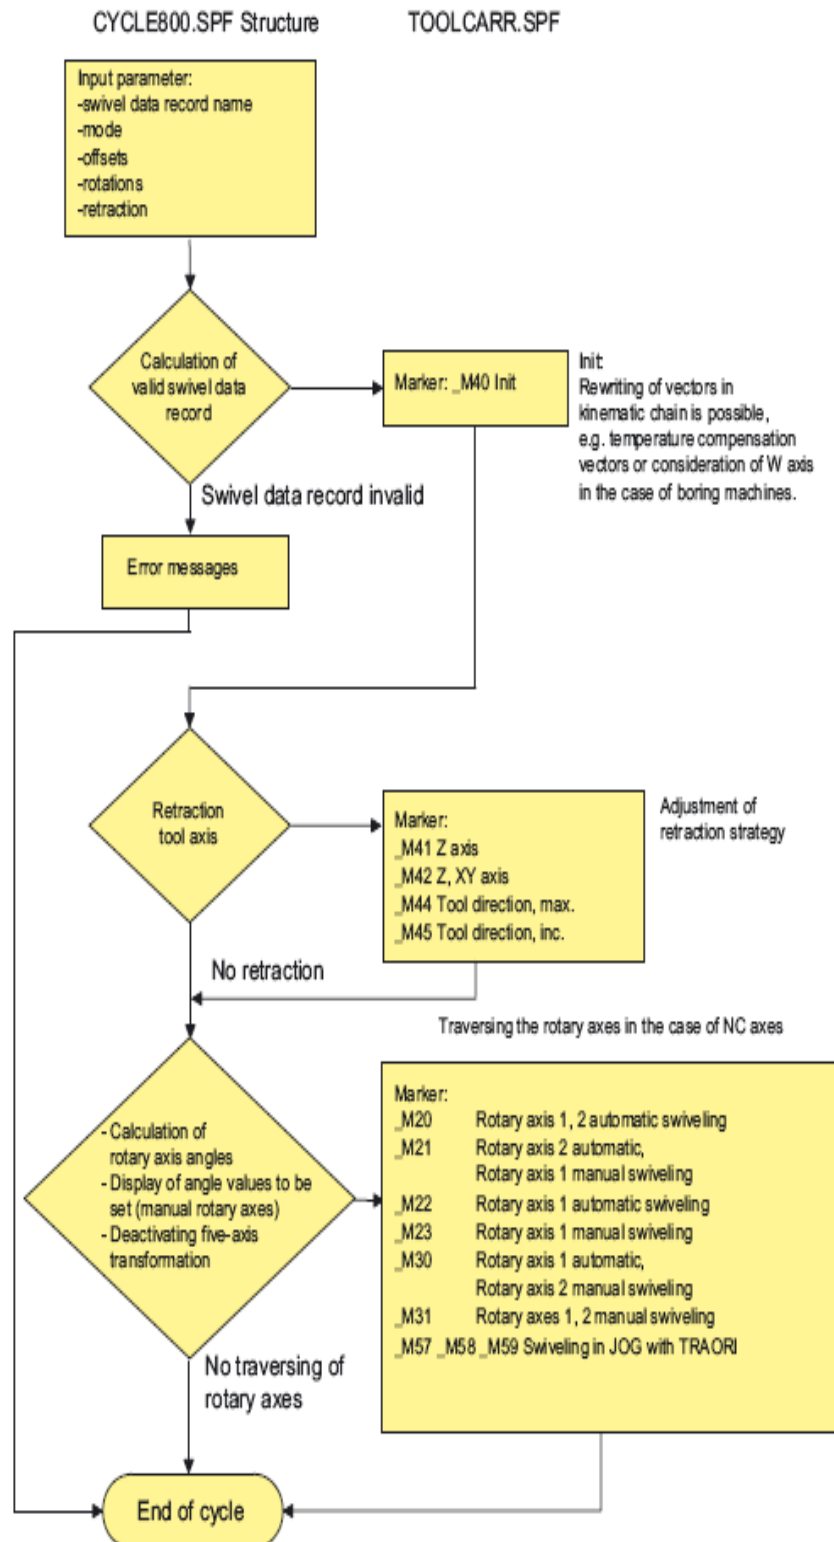 CYCLE800.SPF Structure
TOOLCARR.SPF
Input parameter:
-swivel data record name
-mode
-offsets
-rotations
-retraction
Calculation of
valid swivel data
record
Marker: _M40 Init
Init:
Rewriting of vectors in
kinematic chain is possible,
e.g. temperature compensation
vectors or consideration of W axis
in the case of boring machines.
Swivel data record invalid
Error messages
Retraction
tool axis
Marker:
_M41 Z axis
_M42 Z, XY axis
_M44 Tool direction, max.
_M45 Tool direction, inc.
Adjustment of
retraction strategy
No retraction
Traversing the rotary axes in the case of NC axes
- Calculation of
rotary axis angles
- Display of angle values to be
set (manual rotary axes)
- Deactivating five-axis
transformation
Marker:
_M20 Rotary axis 1, 2 automatic swiveling
_M21 Rotary axis 2 automatic,
Rotary axis 1 manual swiveling
_M22 Rotary axis 1 automatic swiveling
_M23 Rotary axis 1 manual swiveling
_M30 Rotary axis 1 automatic,
Rotary axis 2 manual swiveling
_M31 Rotary axes 1, 2 manual swiveling
_M57 _M58 _M59 Swiveling in JOG with TRAORI
No traversing of
rotary axes
End of cycle